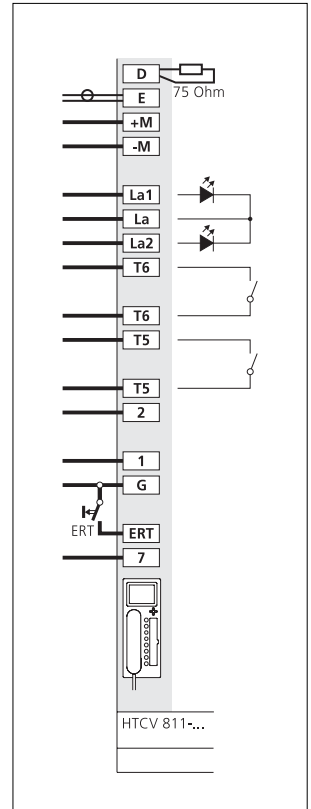 D
75 Ohm
E
+M
-M
La1
La
La2
T6
T6
T5
T5
2
1
G
ERT
ERT
7
HTCV 811-...